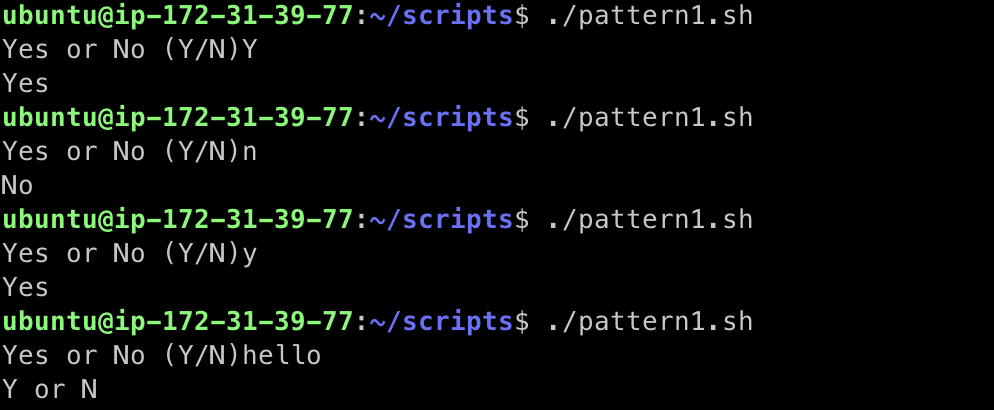 ubuntu@ip-172-31-39-77:~/scripts$ ./pattern1.sh
Yes or No (Y/N)Y
Yes
ubuntu@ip-172-31-39-77:~/scripts$ ./pattern1.sh
Yes or No (Y/N)n
No
ubuntu@ip-172-31-39-77:~/scripts$ ./pattern1.sh
Yes or No (Y/N)y
Yes
ubuntu@ip-172-31-39-77:~/scripts$ ./pattern1.sh
Yes or No (Y/N)hello
Y or N